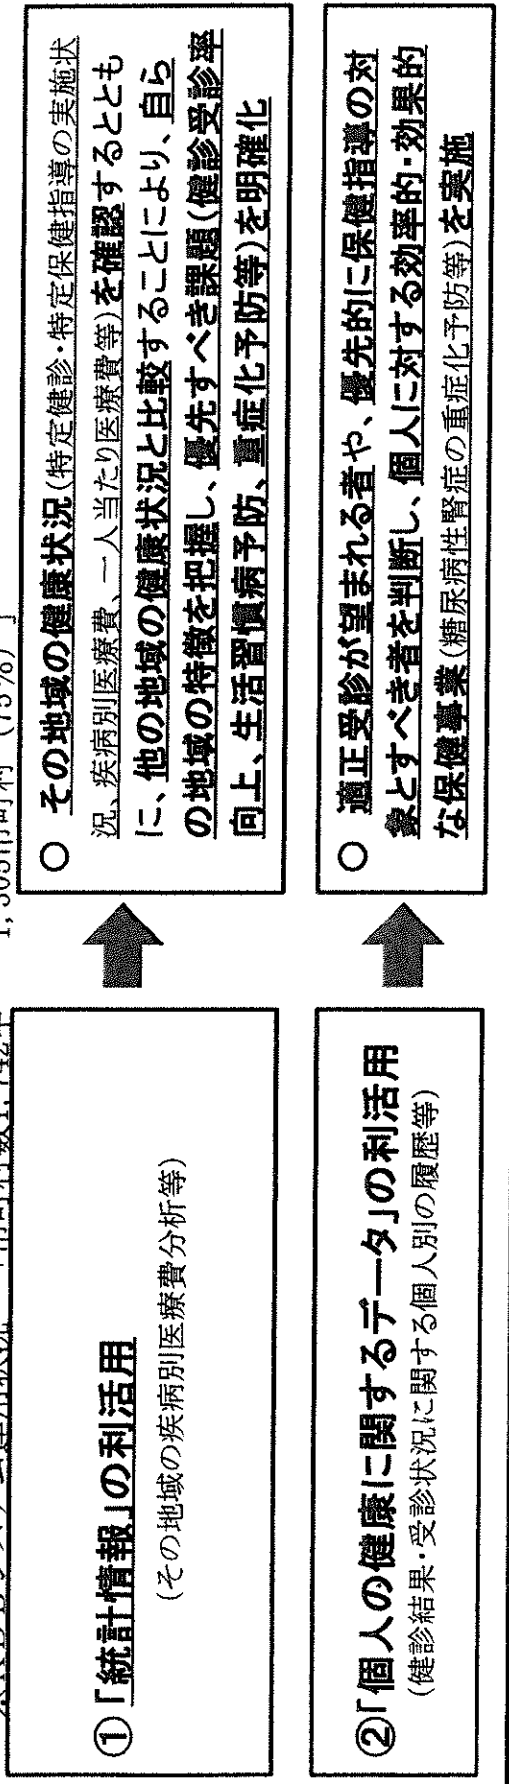 1,305市町村 (75%) 」
①「統計情報」の利活用
(その地域の疾病別医療費分析等)
○ その地域の健康状況(特定健診・特定保健指導の実施状
況、疾病別医療費、一人当たり医療費等)を確認するととも
に、他の地域の健康状況と比較することにより、自ら
の地域の特徴を把握し、優先すべき課題(健診受診率
向上、生活習慣病予防、重症化予防等)を明確化
②「個人の健康に関するデータ」の利活用
(健診結果・受診状況に関する個人別の履歴等)
○ 適正受診が望まれる者や、優先的に保健指導の対
象とすべき者を判断し、個人に対する効率的・効果的
な保健事業(糖尿病性腎症の重症化予防等)を実施